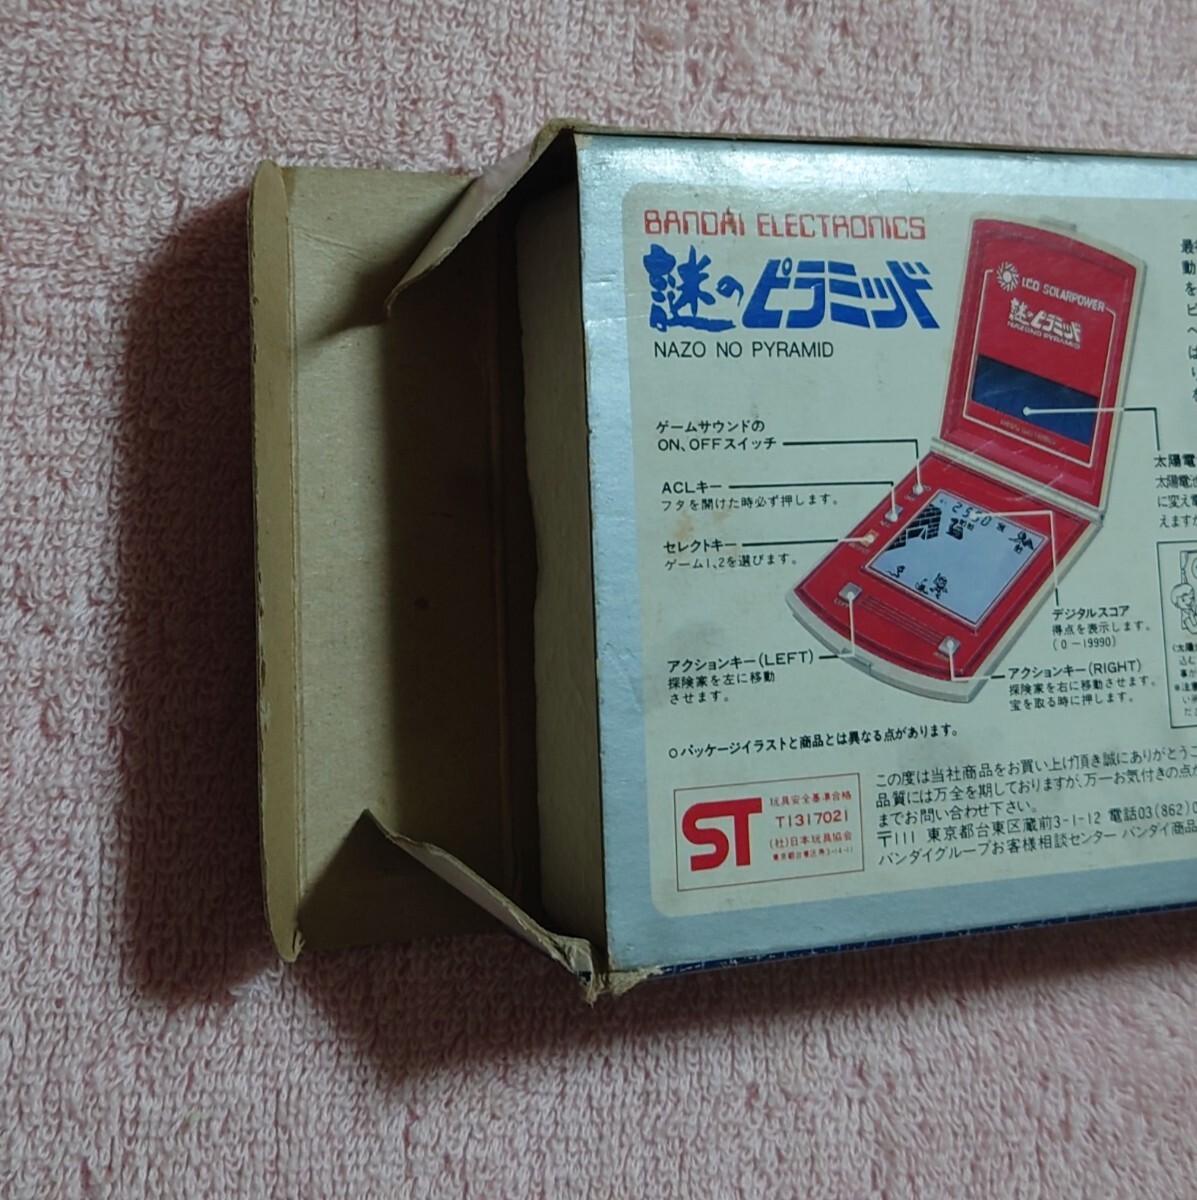 BANDAI ELECTRONICS
謎のピラミッド
NAZO NO PYRAMID
LCD SOLARPOWER
謎のピラミッド
NAZO NO PYRAMID
ゲームサウンドの
ON、OFFスイッチ
ACLキー
フタを開けた時必ず押します。
セレクトキー
ゲーム1、2を選びます。
アクションキー(LEFT)
探険家を左に移動
させます。
2550
デジタルスコア
得点を表示します。
(0-19990)
アクションキー(RIGHT)
探険家を右に移動させます。
宝を取る時に押します。
太陽電
太陽電池
に変え電
えます
○パッケージイラストと商品とは異なる点があります。
ST
玩具安全基準合格
T1317021
(社)日本玩具協会
この度は当社商品をお買い上げ頂き誠にありがとうご
品質には万全を期しておりますが、万一お気付きの点が
までお問い合わせ下さい。
〒111 東京都台東区蔵前3-1-12 電話03(862)
バンダイグループお客様相談センター バンダイ商品